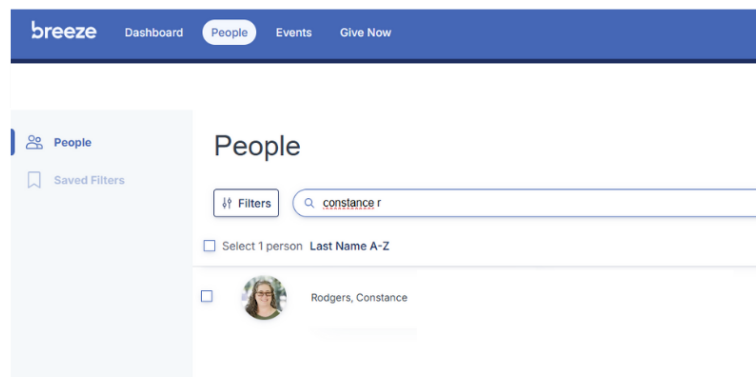 breeze Dashboard People Events Give Now
People
Saved Filters
People
Filters constance r
Select 1 person Last Name A-Z
Rodgers, Constance